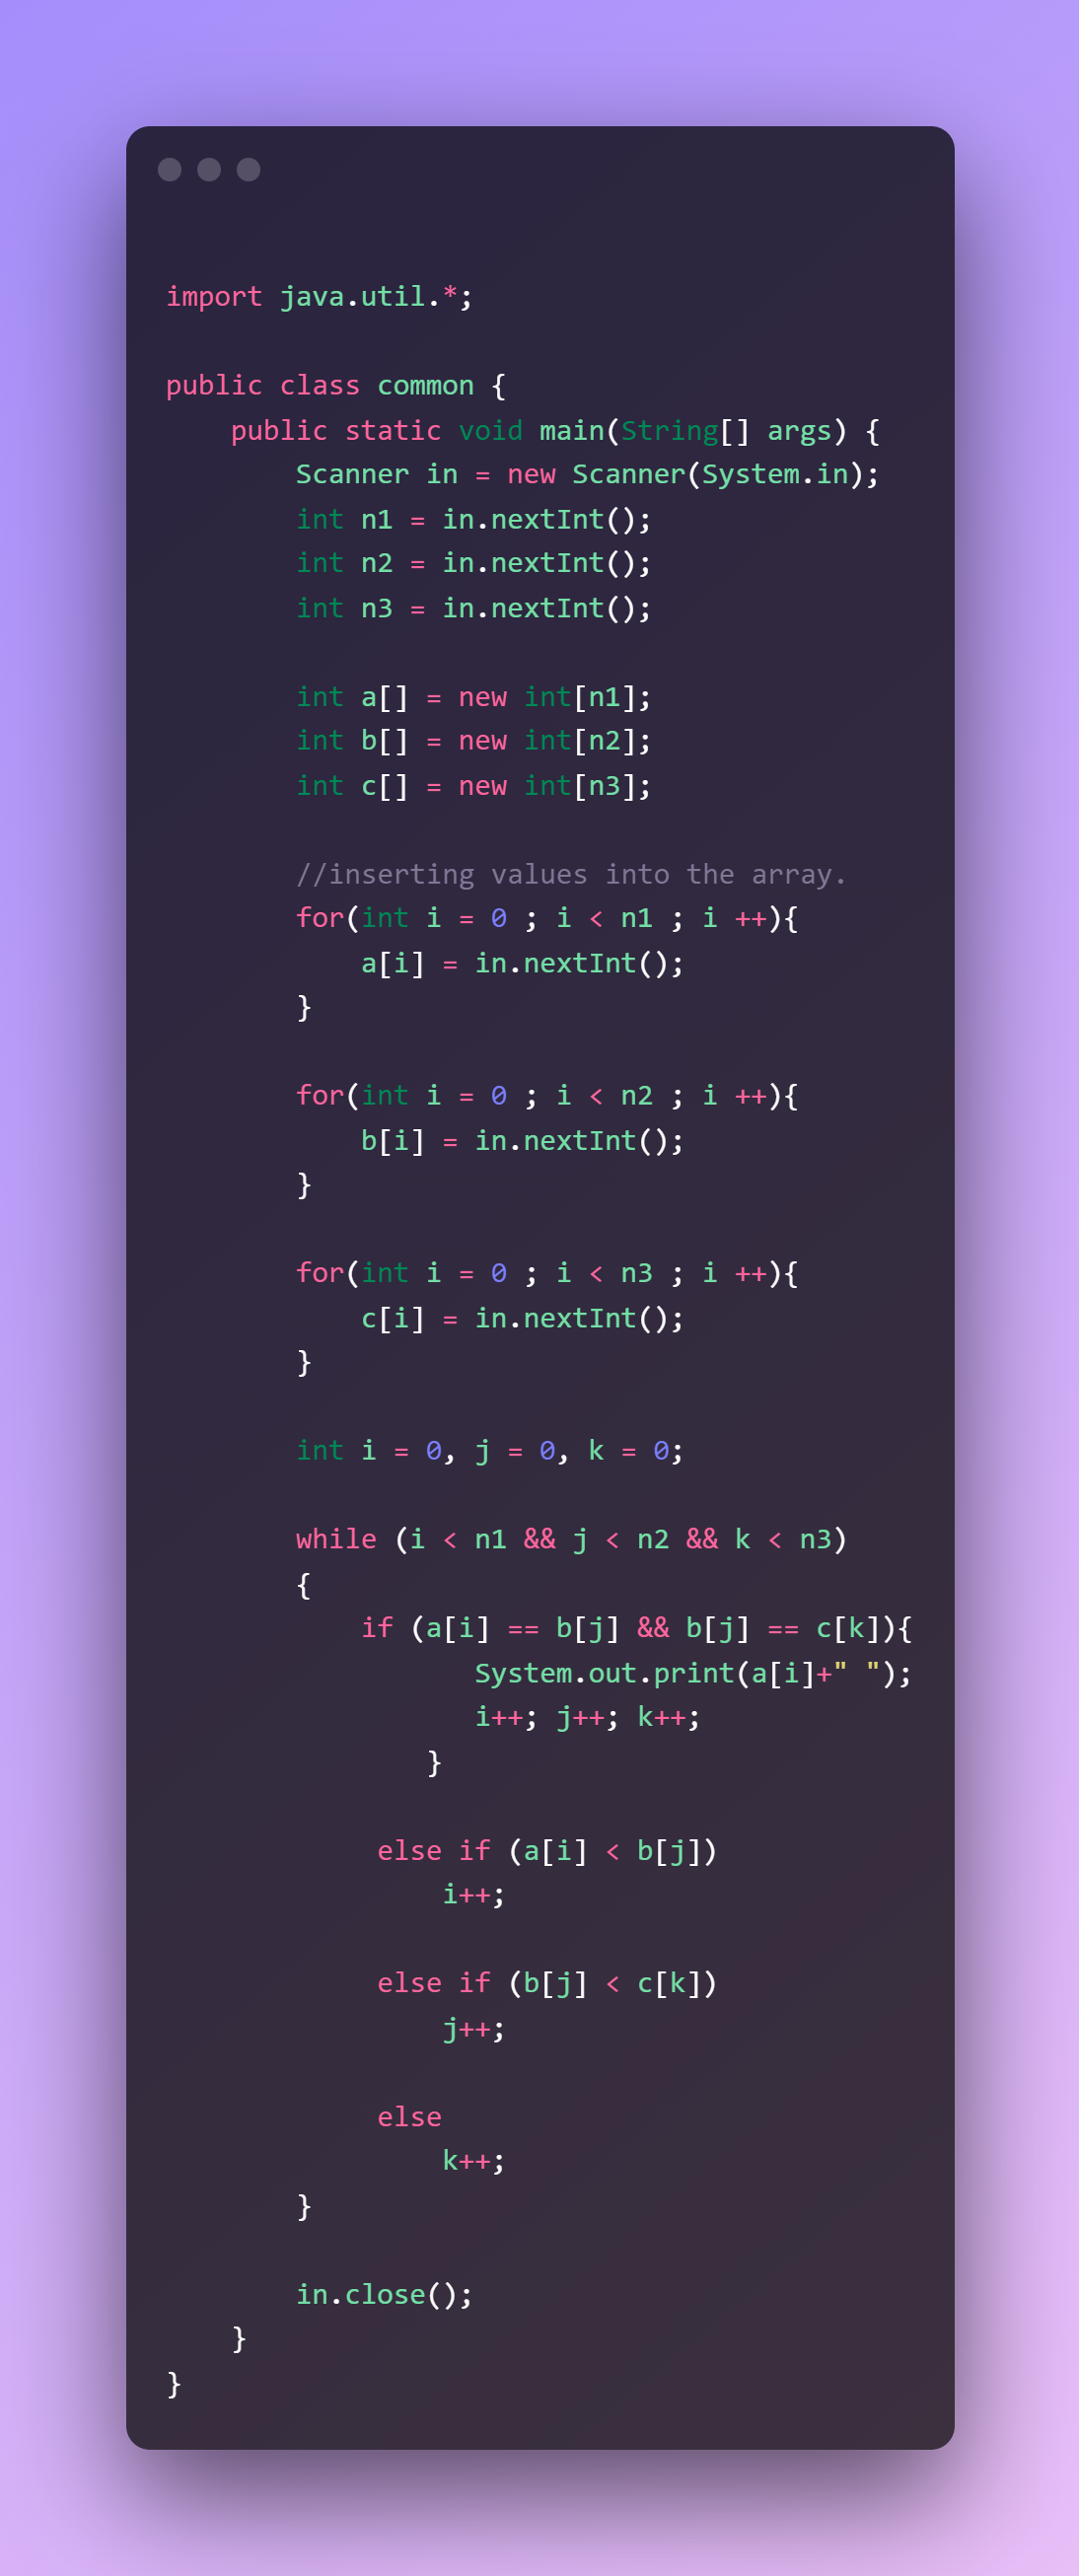 import java.util.*;
public class common {
    public static void main(String[] args) {
        Scanner in = new Scanner(System.in);
        int n1 = in.nextInt();
        int n2 = in.nextInt();
        int n3 = in.nextInt();
        int a[] = new int[n1];
        int b[] = new int[n2];
        int c[] = new int[n3];
        //inserting values into the array.
        for(int i = 0 ; i < n1 ; i ++){
            a[i] = in.nextInt();
        }
        for(int i = 0 ; i < n2 ; i ++){
            b[i] = in.nextInt();
        }
        for(int i = 0 ; i < n3 ; i ++){
            c[i] = in.nextInt();
        }
        int i = 0, j = 0, k = 0;
        while (i < n1 && j < n2 && k < n3)
        {
            if (a[i] == b[j] && b[j] == c[k]){
                   System.out.print(a[i]+" ");
                   i++; j++; k++;
                }
             else if (a[i] < b[j])
                 i++;
             else if (b[j] < c[k])
                 j++;
             else
                 k++;
        }
        in.close();
    }
}